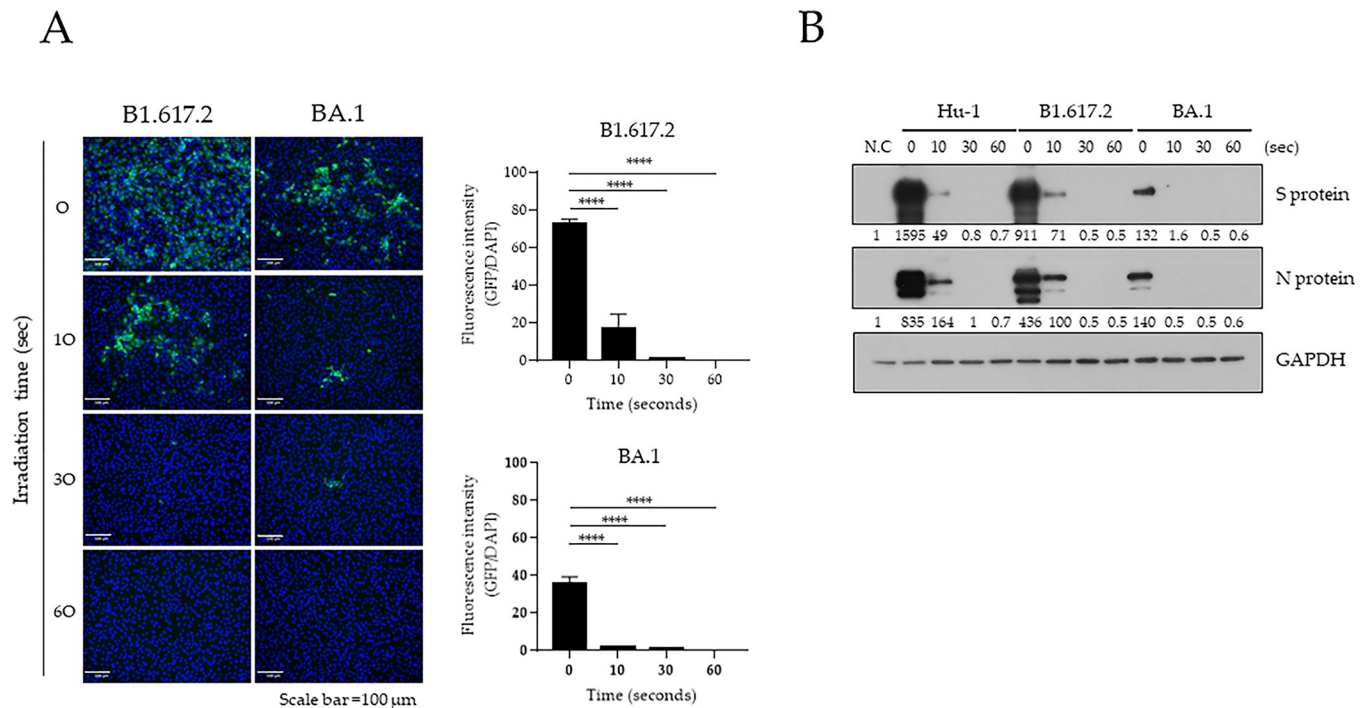 A
B1.617.2 BA.1
Irradiation time (sec)
0
10
30
60
Scale bar=100 µm
B1.617.2
Fluorescence intensity
(GFP/DAPI)
100
80
60
40
20
0
****
****
****
0 10 30 60
Time (seconds)
BA.1
Fluorescence intensity
(GFP/DAPI)
100
80
60
40
20
0
****
****
****
0 10 30 60
Time (seconds)
B
Hu-1 B1.617.2 BA.1
N.C 0 10 30 60 0 10 30 60 0 10 30 60 (sec)
S protein
1 1595 49 0.8 0.7 911 71 0.5 0.5 132 1.6 0.5 0.6
N protein
1 835 164 1 0.7 436 100 0.5 0.5 140 0.5 0.5 0.6
GAPDH